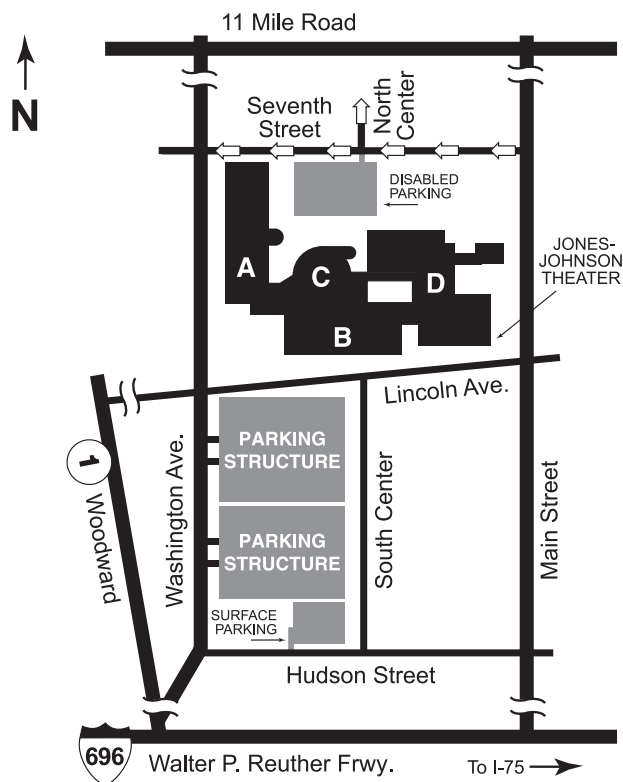 11 Mile Road
N
Seventh
Street
North
Center
DISABLED
PARKING
A
C
D
B
JONES-
JOHNSON
THEATER
Lincoln Ave.
1
Woodward
Washington Ave.
PARKING
STRUCTURE
PARKING
STRUCTURE
South Center
Main Street
SURFACE
PARKING
Hudson Street
696
Walter P. Reuther Frwy.
To I-75